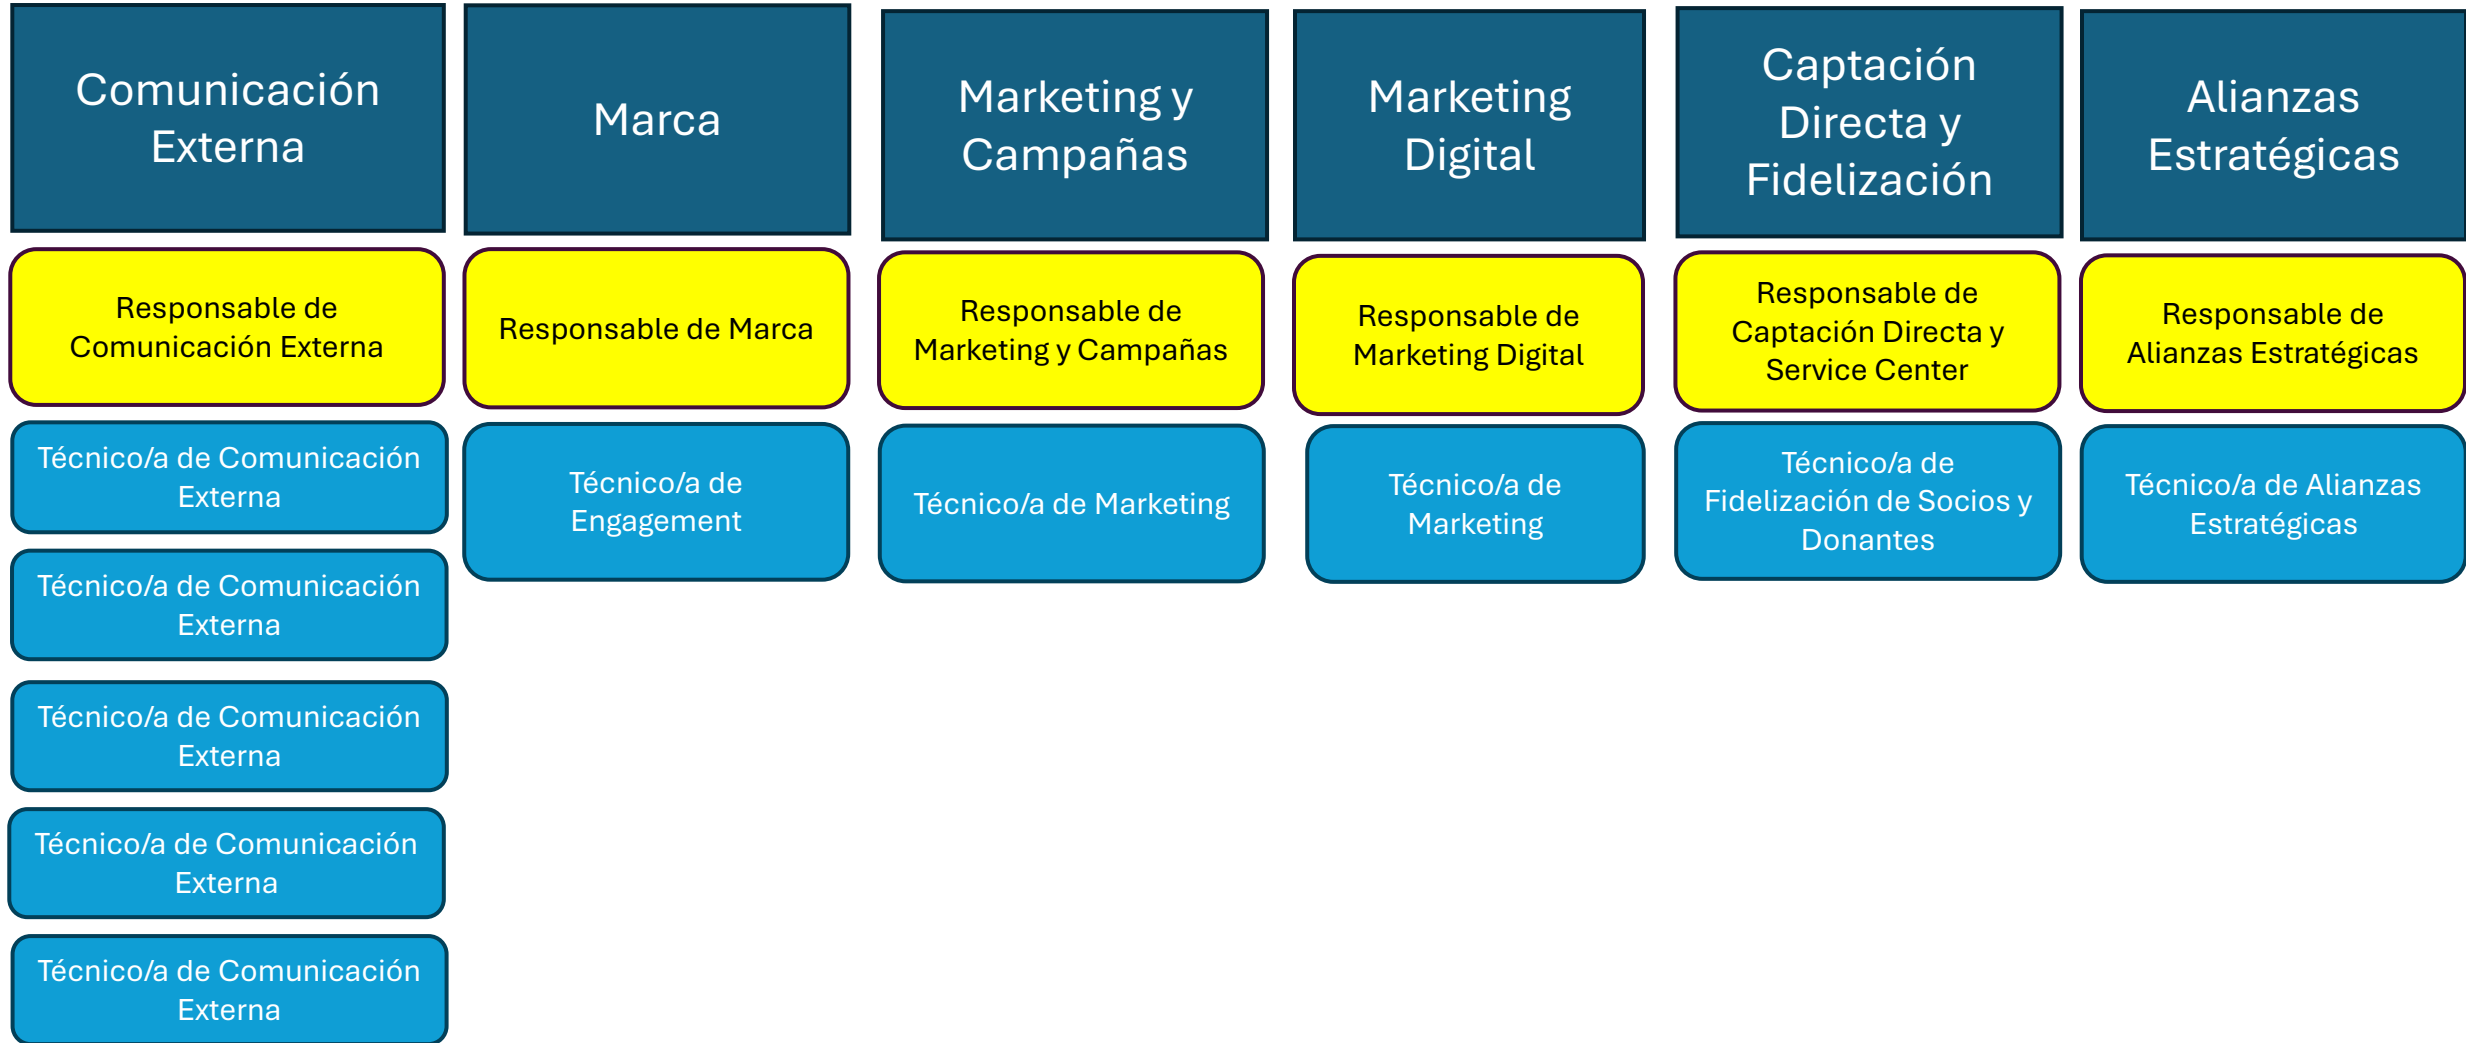 Comunicación
Externa
Marca
Marketing y
Campañas
Marketing
Digital
Captación
Directa y
Fidelización
Alianzas
Estratégicas
Responsable de
Comunicación Externa
Responsable de Marca
Responsable de
Marketing y Campañas
Responsable de
Marketing Digital
Responsable de
Captación Directa y
Service Center
Responsable de
Alianzas Estratégicas
Técnico/a de Comunicación
Externa
Técnico/a de
Engagement
Técnico/a de Marketing
Técnico/a de
Marketing
Técnico/a de
Fidelización de Socios y
Donantes
Técnico/a de Alianzas
Estratégicas
Técnico/a de Comunicación
Externa
Técnico/a de Comunicación
Externa
Técnico/a de Comunicación
Externa
Técnico/a de Comunicación
Externa